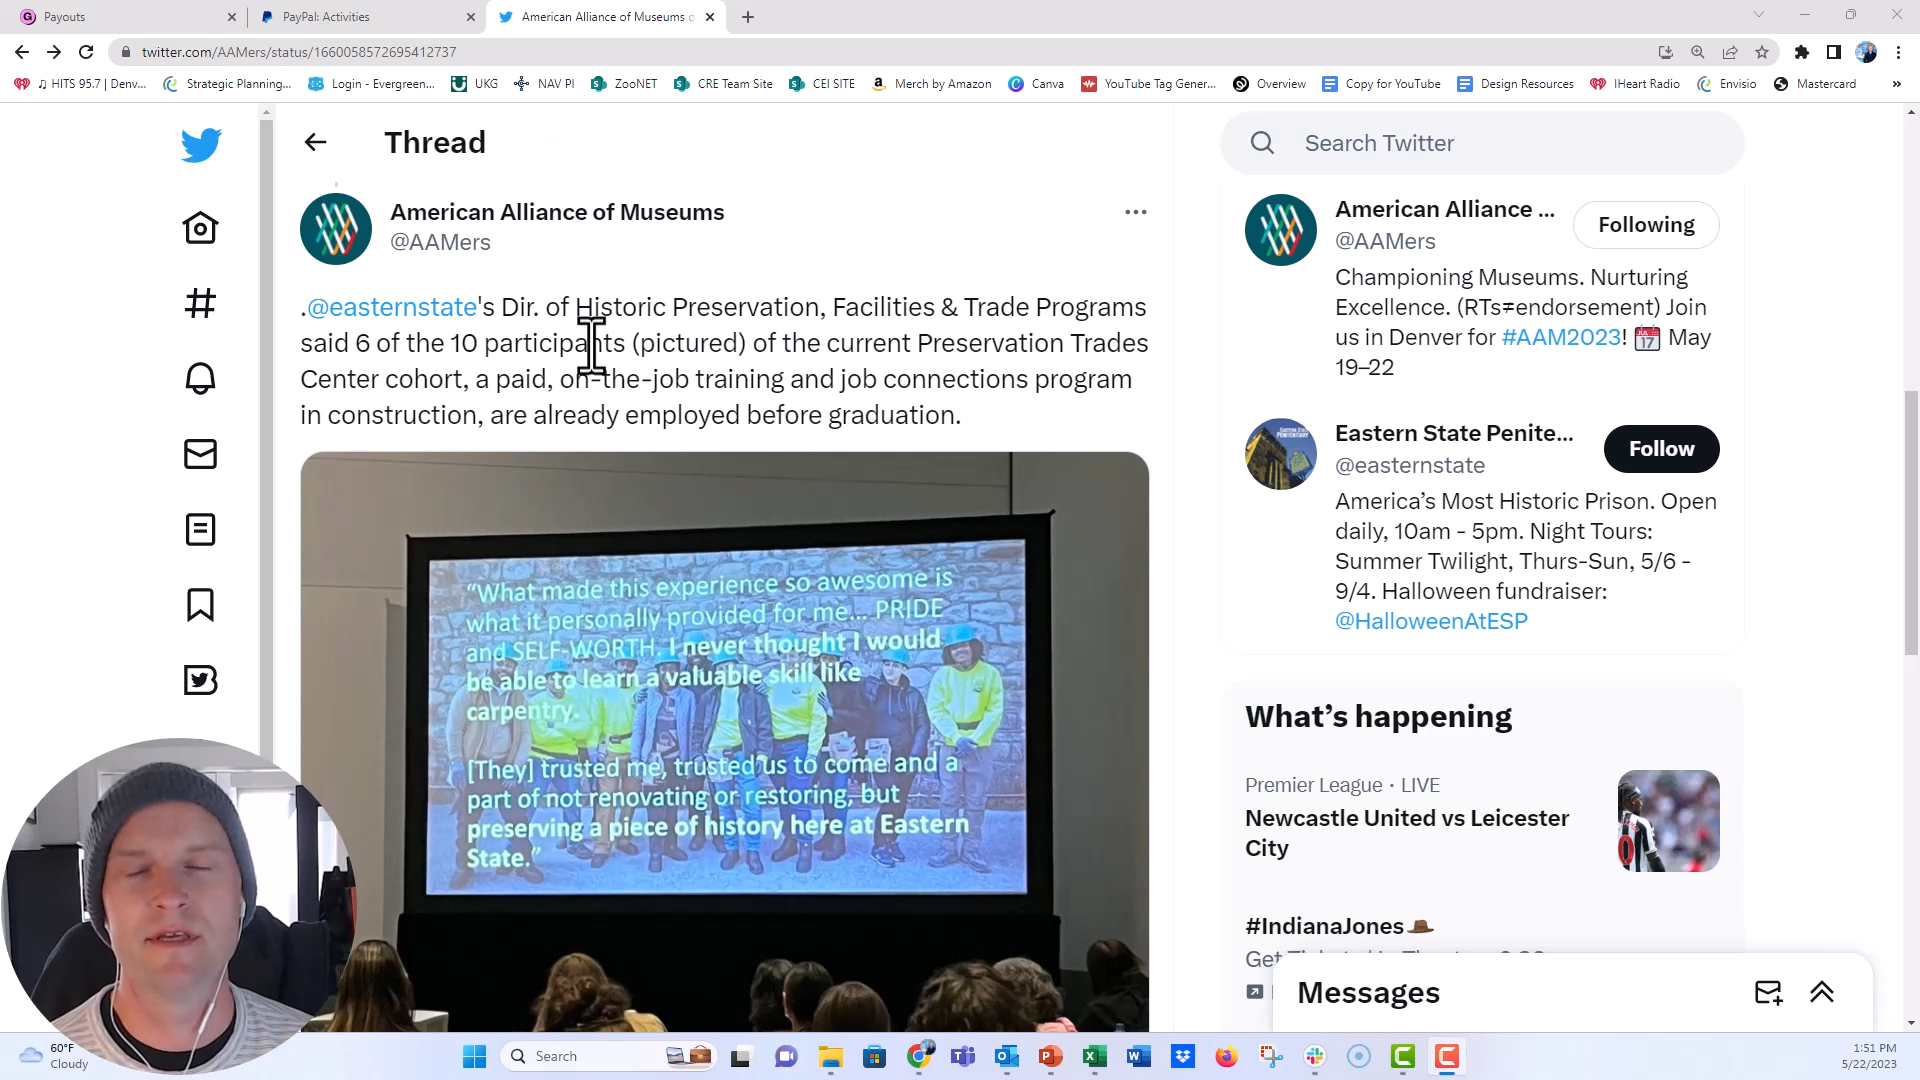 Payouts
PayPal: Activities
American Alliance of Museums o
twitter.com/AAMers/status/1660058572695412737
HITS 95.7 | Denv...
Strategic Planning...
Login - Evergreen...
UKG
NAV PI
ZooNET
CRE Team Site
CEI SITE
Merch by Amazon
Canva
YouTube Tag Gener...
Overview
Copy for YouTube
Design Resources
IHeart Radio
Envisio
Mastercard
Thread
American Alliance of Museums
@AAMers
.@easternstate's Dir. of Historic Preservation, Facilities & Trade Programs
said 6 of the 10 participants (pictured) of the current Preservation Trades
Center cohort, a paid, on-the-job training and job connections program
in construction, are already employed before graduation.
“What made this experience so awesome is
what it personally provided for me... PRIDE
and SELF-WORTH. I never thought I would
be able to learn a valuable skill like
carpentry.
[They] trusted me, trusted us to come and a
part of not renovating or restoring, but
preserving a piece of history here at Eastern
State.”
Search Twitter
American Alliance ...
@AAMers
Following
Championing Museums. Nurturing
Excellence. (RTs≠endorsement) Join
us in Denver for #AAM2023! JUL 17 May
19–22
Eastern State Penite...
@easternstate
Follow
America’s Most Historic Prison. Open
daily, 10am - 5pm. Night Tours:
Summer Twilight, Thurs-Sun, 5/6 -
9/4. Halloween fundraiser:
@HalloweenAtESP
What’s happening
Premier League · LIVE
Newcastle United vs Leicester
City
#IndianaJones
Get
Messages
60°F
Cloudy
Search
1:51 PM
5/22/2023